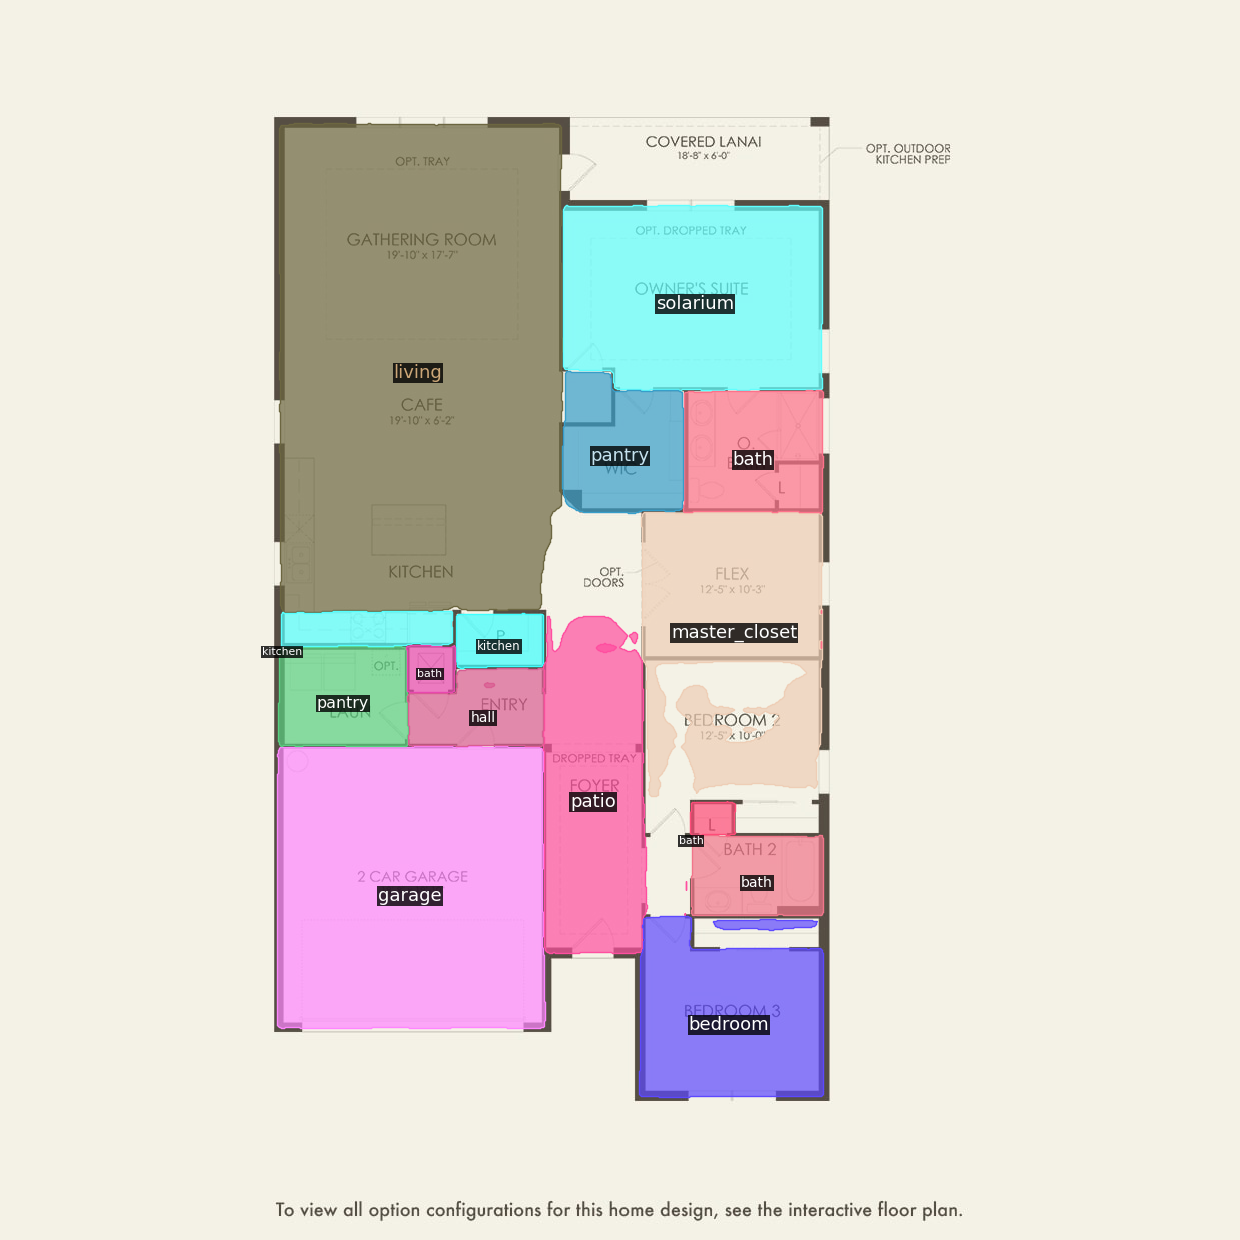 COVERED LANAI
18'-8" x 6'-0"
OPT. OUTDOOR
KITCHEN PREP
OPT. TRAY
GATHERING ROOM
19'-10" x 17'-7"
OPT. DROPPED TRAY
OWNER'S SUITE
solarium
living
CAFE
19'-10" x 6'-2"
pantry
WIC
O.
bath
L
KITCHEN
OPT.
DOORS
FLEX
12'-5" x 10'-3"
master_closet
P.
kitchen
kitchen
OPT.
bath
pantry
LAUN
ENTRY
hall
BEDROOM 2
12'-5" x 10'-0"
DROPPED TRAY
FOYER
patio
L
bath
BATH 2
bath
2 CAR GARAGE
garage
BEDROOM 3
bedroom
To view all option configurations for this home design, see the interactive floor plan.